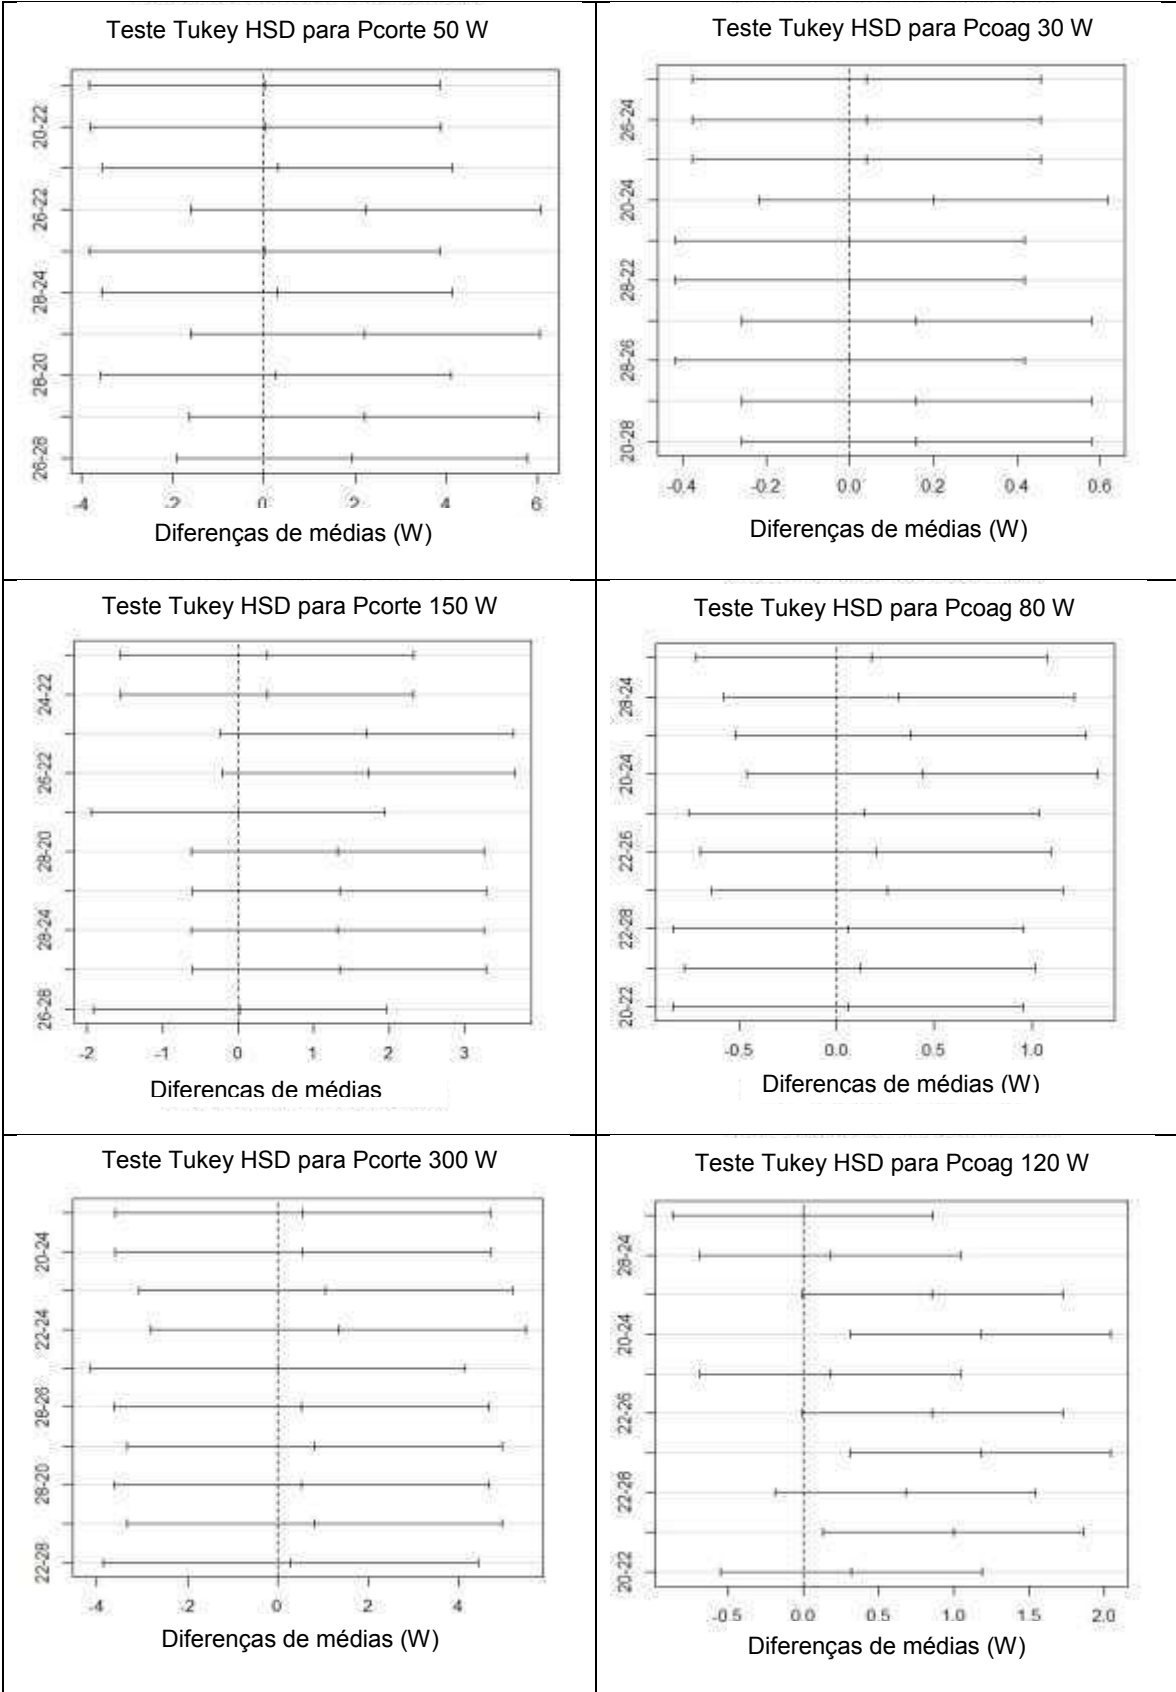 Teste Tukey HSD para Pcorte 50 W
20-22
26-22
28-24
28-20
26-28
-4 -2 0 2 4 6
Diferenças de médias (W)
Teste Tukey HSD para Pcoag 30 W
26-24
20-24
28-22
28-26
20-28
-0.4 -0.2 0.0 0.2 0.4 0.6
Diferenças de médias (W)
Teste Tukey HSD para Pcorte 150 W
24-22
26-22
28-20
28-24
26-28
-2 -1 0 1 2 3
Diferencas de médias
Teste Tukey HSD para Pcoag 80 W
28-24
20-24
22-26
22-28
20-22
-0.5 0.0 0.5 1.0
Diferencas de médias (W)
Teste Tukey HSD para Pcorte 300 W
20-24
22-24
28-26
28-20
22-28
-4 -2 0 2 4
Diferenças de médias (W)
Teste Tukey HSD para Pcoag 120 W
28-24
20-24
22-26
22-28
20-22
-0.5 0.0 0.5 1.0 1.5 2.0
Diferenças de médias (W)